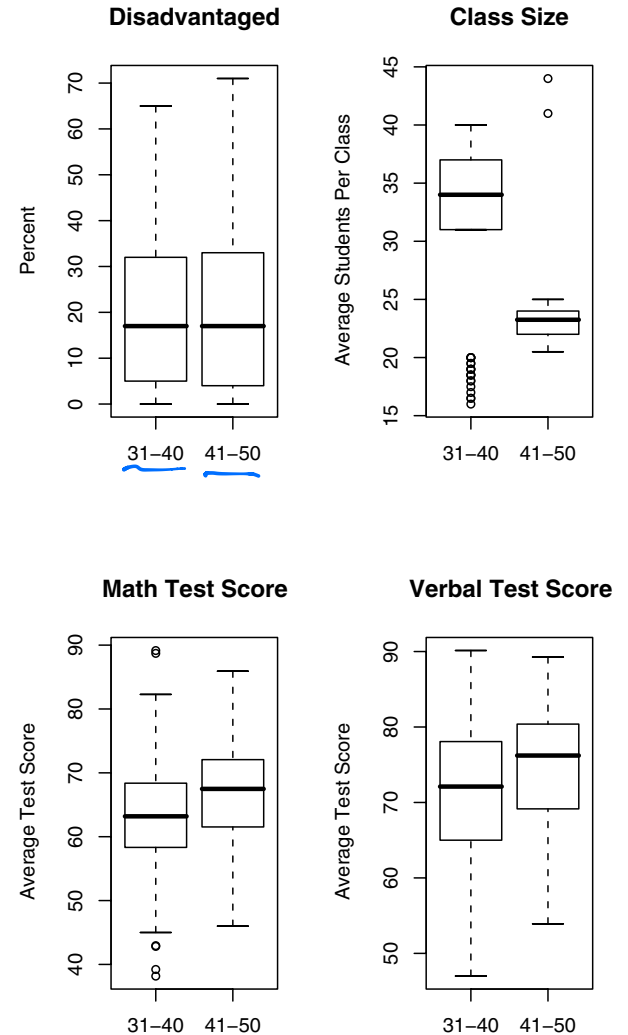 Disadvantaged
Percent
0 10 20 30 40 50 60 70
31−40 41−50
Class Size
Average Students Per Class
15 20 25 30 35 40 45
31−40 41−50
Math Test Score
Average Test Score
40 50 60 70 80 90
31−40 41−50
Verbal Test Score
Average Test Score
50 60 70 80 90
31−40 41−50